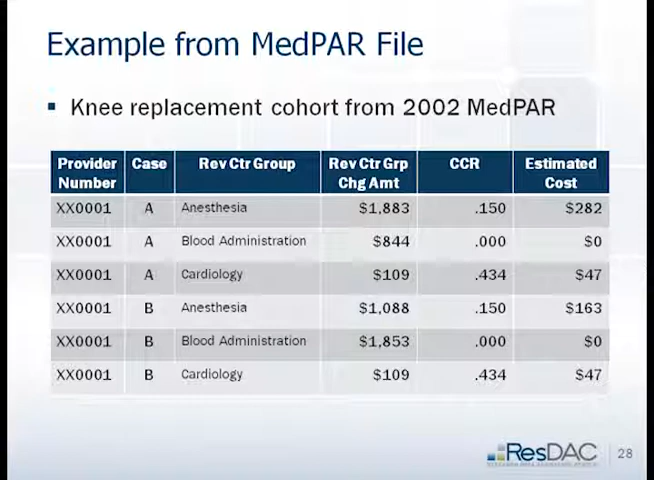 Example from MedPAR File
▪ Knee replacement cohort from 2002 MedPAR
Provider Number Case Rev Ctr Group Rev Ctr Grp Chg Amt CCR Estimated Cost
XX0001 A Anesthesia $1,883 .150 $282
XX0001 A Blood Administration $844 .000 $0
XX0001 A Cardiology $109 .434 $47
XX0001 B Anesthesia $1,088 .150 $163
XX0001 B Blood Administration $1,853 .000 $0
XX0001 B Cardiology $109 .434 $47
ResDAC 28